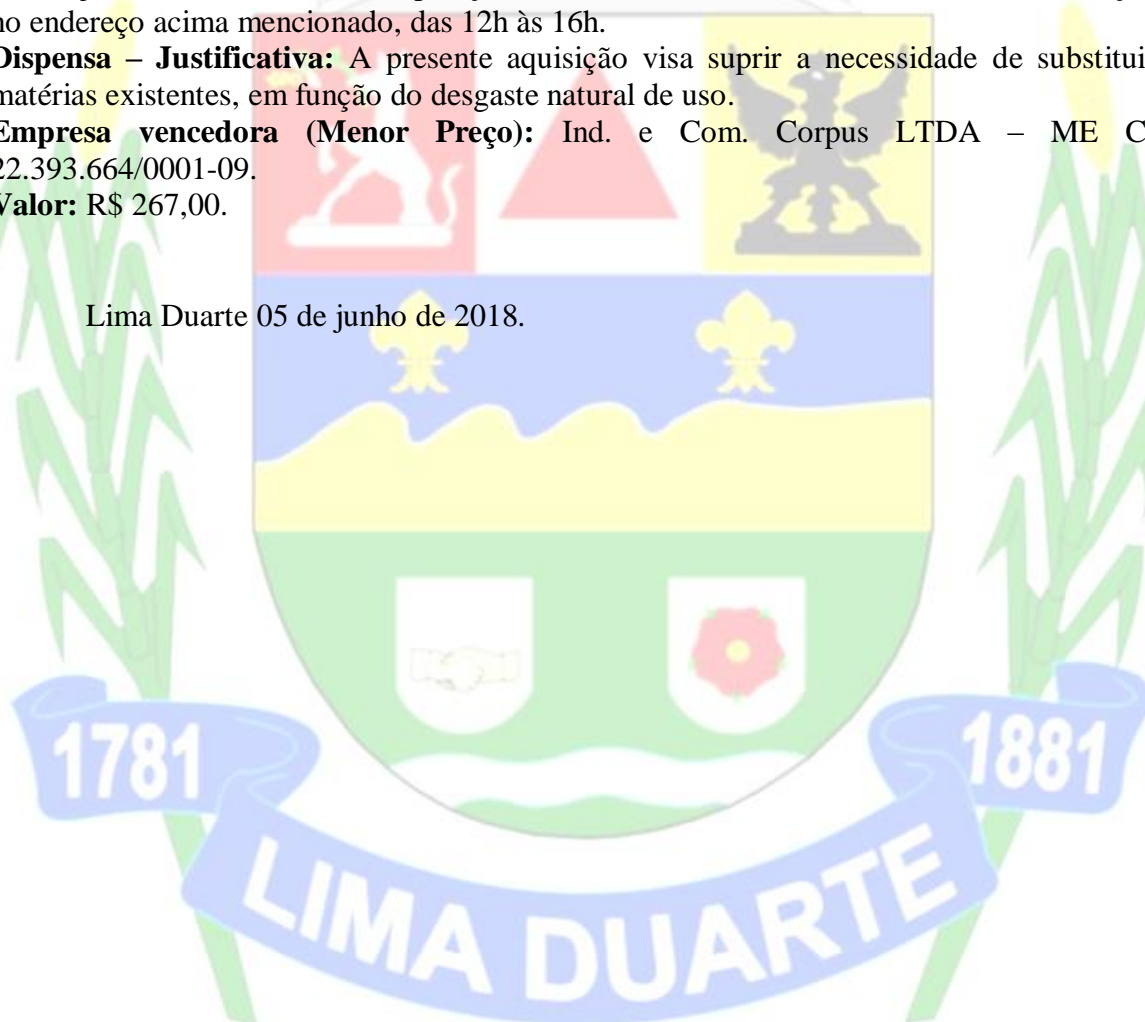 no endereço acima mencionado, das 12h às 16h.
Dispensa – Justificativa: A presente aquisição visa suprir a necessidade de substitui
matérias existentes, em função do desgaste natural de uso.
Empresa vencedora (Menor Preço): Ind. e Com. Corpus LTDA – ME C
22.393.664/0001-09.
Valor: R$ 267,00.
Lima Duarte 05 de junho de 2018.
1781
1881
LIMA DUARTE